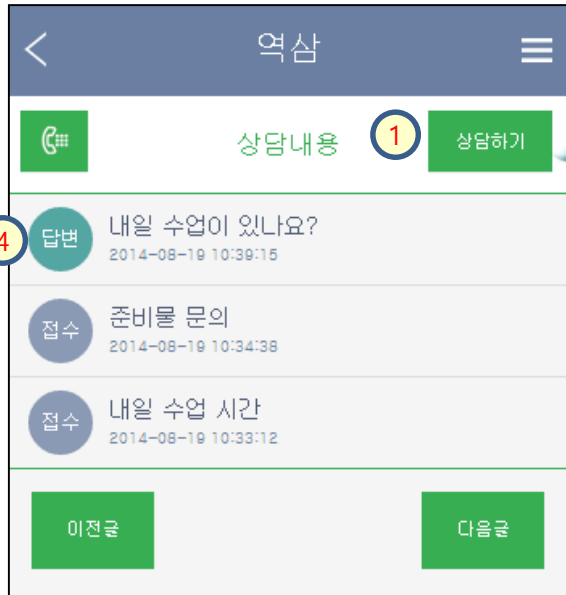 역삼
상담내용
1
상담하기
4
답변
내일 수업이 있나요?
2014-08-19 10:39:15
접수
준비물 문의
2014-08-19 10:34:38
접수
내일 수업 시간
2014-08-19 10:33:12
이전글
다음글